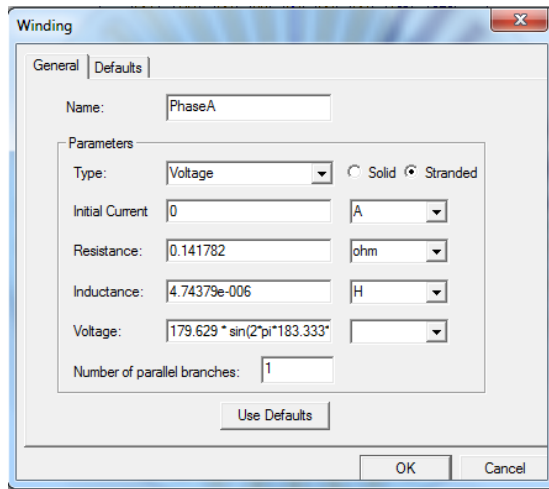 Winding
General Defaults
Name: PhaseA
Parameters
Type: Voltage Solid Stranded
Initial Current 0 A
Resistance: 0.141782 ohm
Inductance: 4.74379e-006 H
Voltage: 179.629 * sin(2*pi*183.333*
Number of parallel branches: 1
Use Defaults
OK Cancel